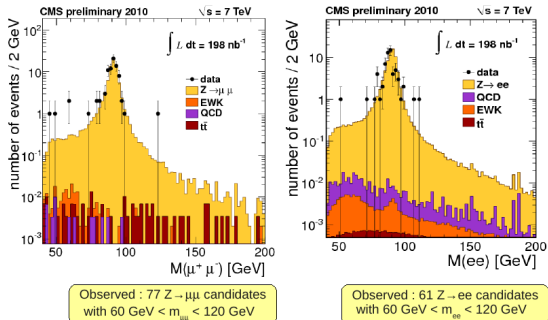 CMS preliminary 2010 √s = 7 TeV
∫ L dt = 198 nb⁻¹
data
Z→μ μ
EWK
QCD
tt̄
number of events / 2 GeV
10²
10
1
10⁻¹
10⁻²
10⁻³
50 100 150 200
M(μ⁺ μ⁻) [GeV]
Observed : 77 Z→μμ candidates
with 60 GeV < m_μμ < 120 GeV
CMS preliminary 2010 √s = 7 TeV
∫ L dt = 198 nb⁻¹
data
Z→ ee
QCD
EWK
tt̄
number of events / 2 GeV
10
1
10⁻¹
10⁻²
10⁻³
50 100 150 200
M(ee) [GeV]
Observed : 61 Z→ee candidates
with 60 GeV < m_ee < 120 GeV